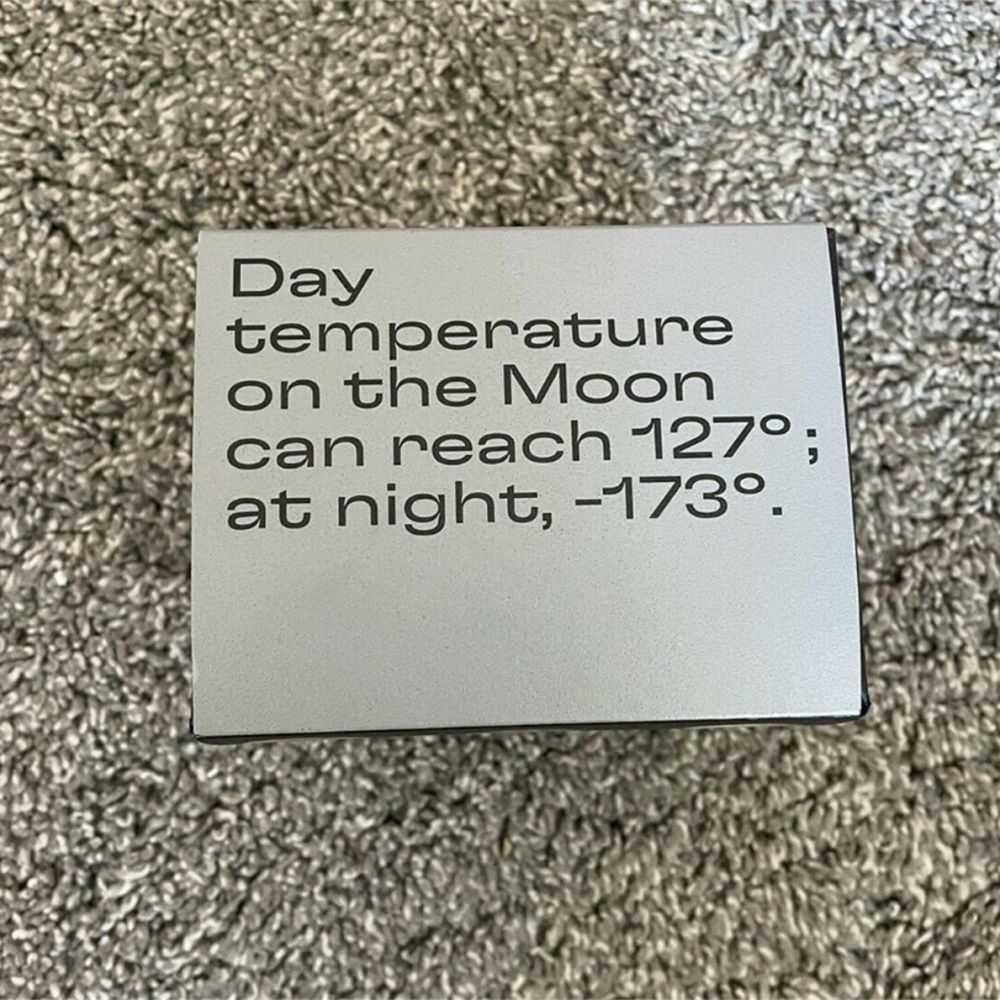 Day
temperature
on the Moon
can reach 127°;
at night, -173°.